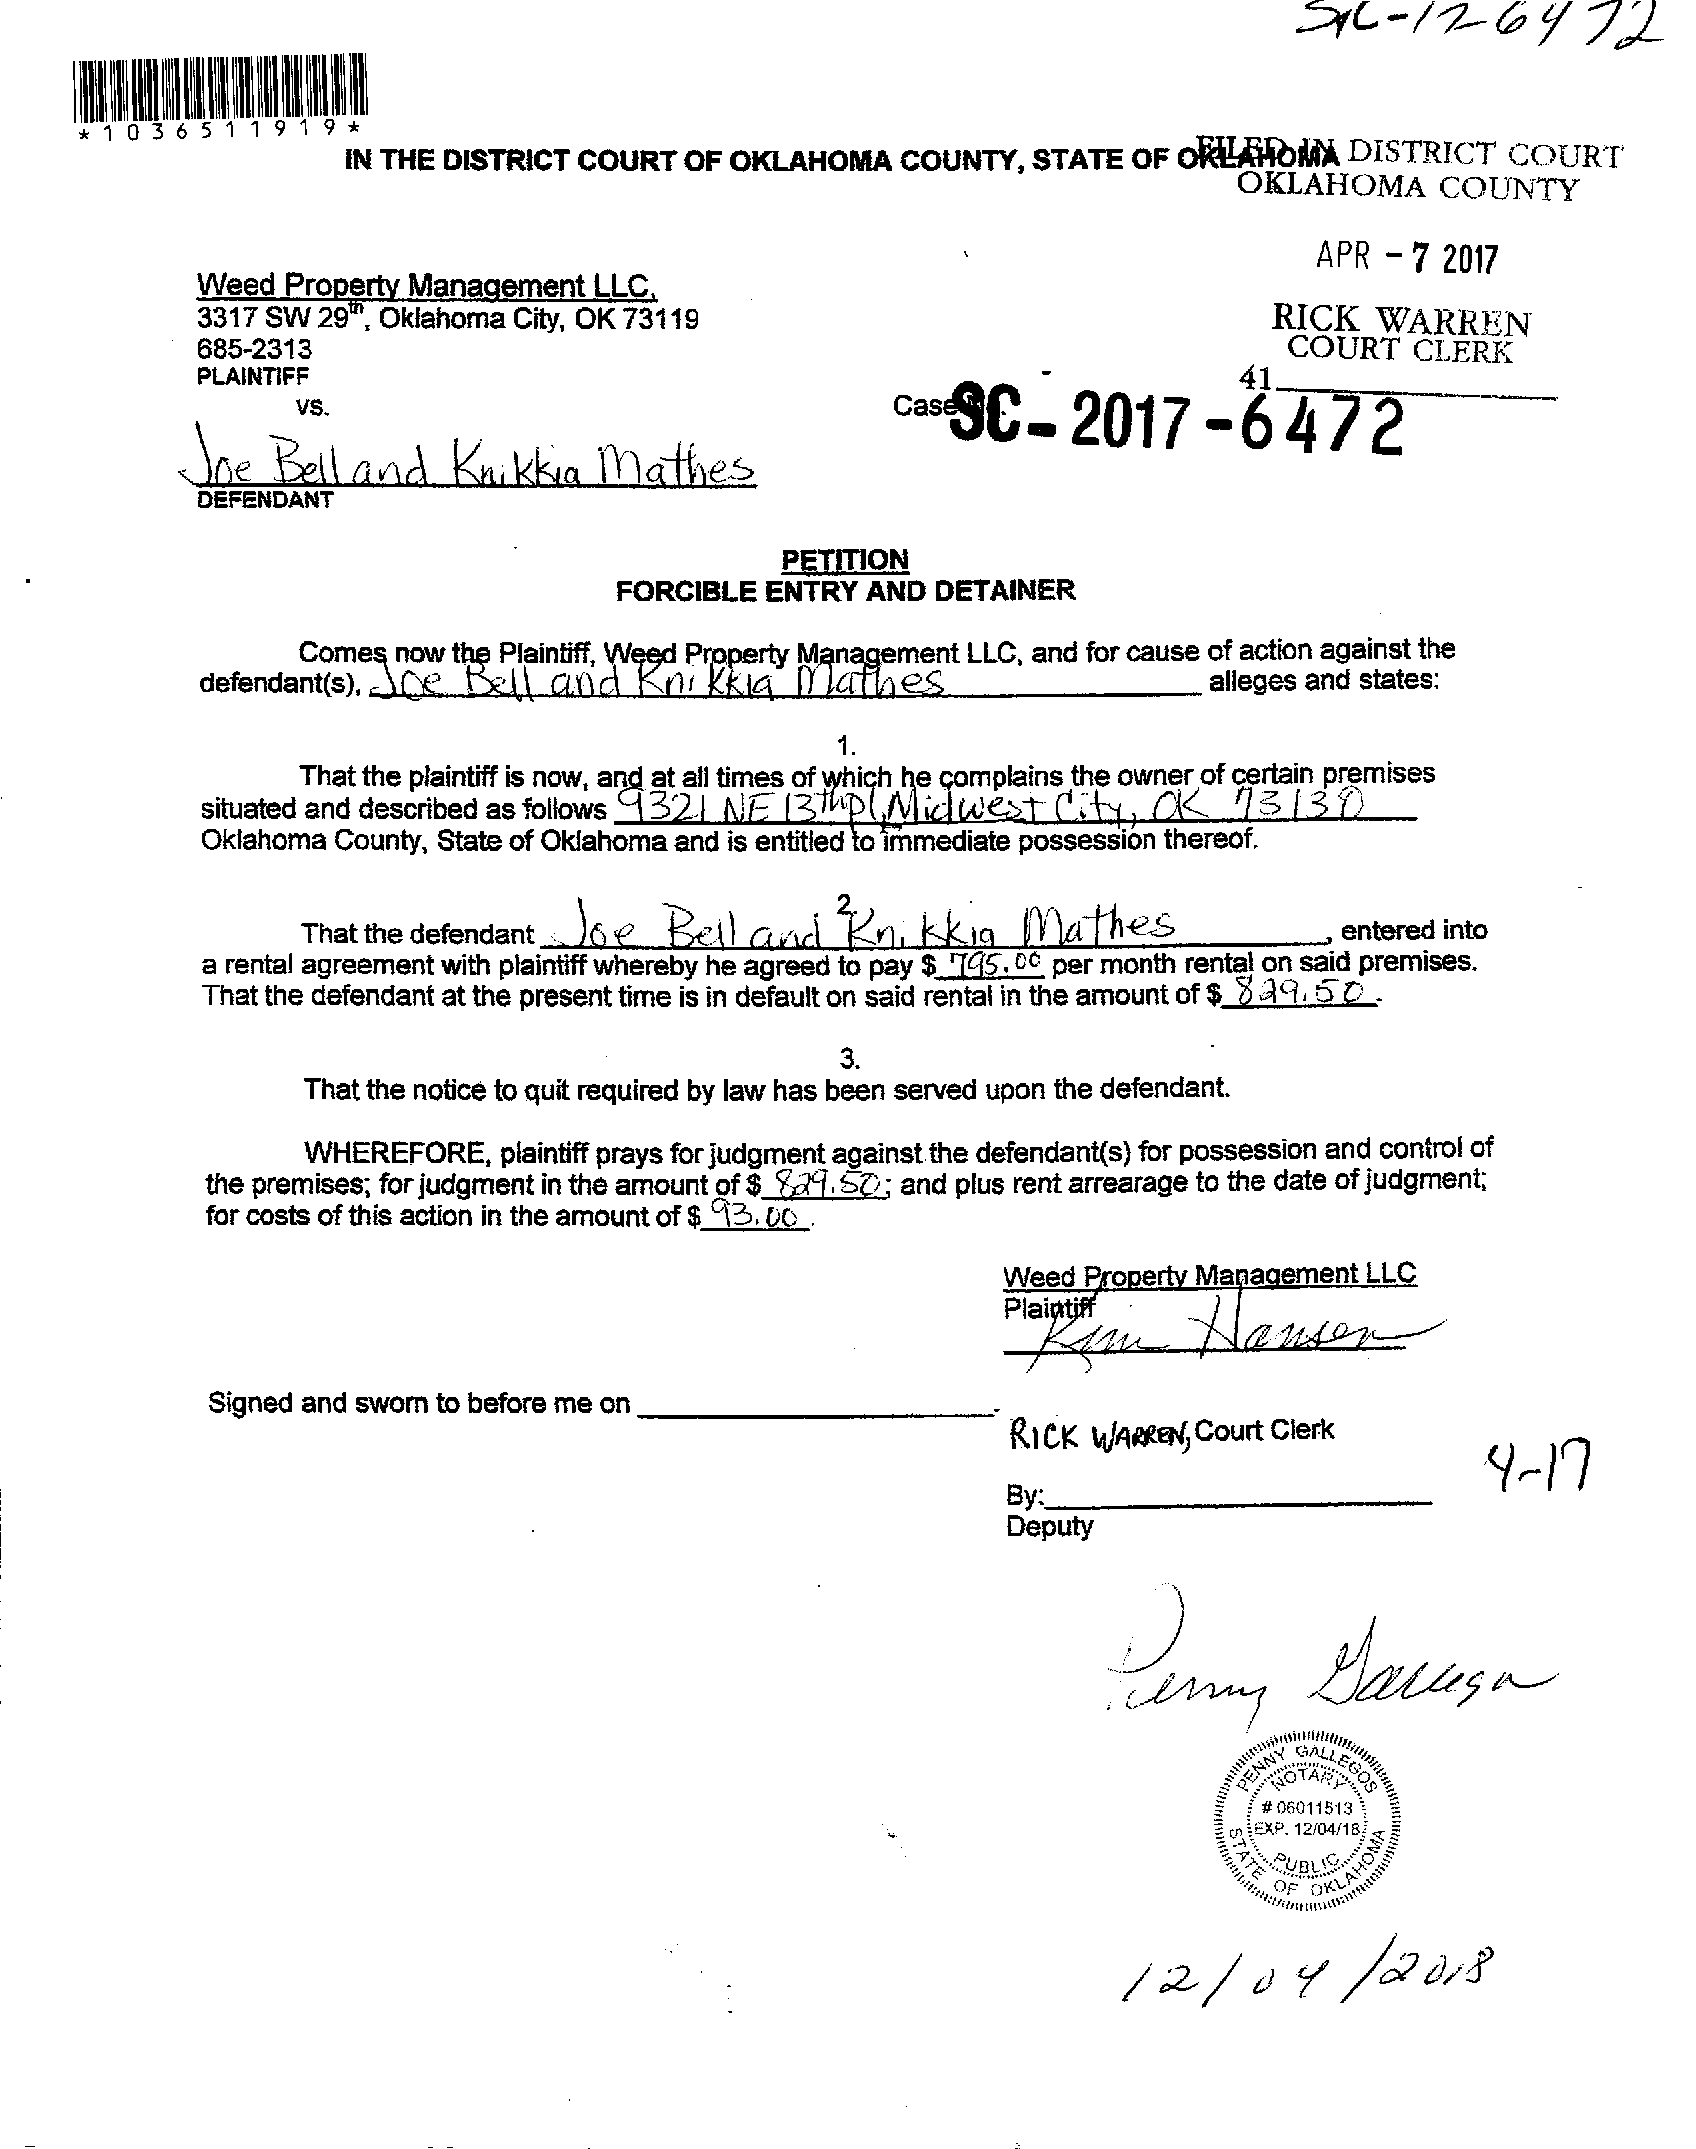 SC-17-6472
*1036511919*
IN THE DISTRICT COURT OF OKLAHOMA COUNTY, STATE OF OKLAHOMA
FILED IN DISTRICT COURT
OKLAHOMA COUNTY
APR - 7 2017
RICK WARREN
COURT CLERK
41
Weed Property Management LLC,
3317 SW 29th, Oklahoma City, OK 73119
685-2313
PLAINTIFF
vs.
Case SC - 2017 - 6472
Joe Bell and Knikkia Mathes
DEFENDANT
PETITION
FORCIBLE ENTRY AND DETAINER
Comes now the Plaintiff, Weed Property Management LLC, and for cause of action against the
defendant(s), Joe Bell and Knikkia Mathes alleges and states:
1.
That the plaintiff is now, and at all times of which he complains the owner of certain premises
situated and described as follows 9321 NE 13th pl, Midwest City, OK 73130
Oklahoma County, State of Oklahoma and is entitled to immediate possession thereof.
2.
That the defendant Joe Bell and Knikkia Mathes, entered into
a rental agreement with plaintiff whereby he agreed to pay $ 795.00 per month rental on said premises.
That the defendant at the present time is in default on said rental in the amount of $ 829.50.
3.
That the notice to quit required by law has been served upon the defendant.
WHEREFORE, plaintiff prays for judgment against the defendant(s) for possession and control of
the premises; for judgment in the amount of $ 829.50; and plus rent arrearage to the date of judgment;
for costs of this action in the amount of $ 93.00.
Weed Property Management LLC
Plaintiff
Kim Hansen
Signed and sworn to before me on
RICK WARREN, Court Clerk
4-17
By:
Deputy
Penny Gallegos
PENNY GALLEGOS
NOTARY
# 06011513
EXP. 12/04/18
PUBLIC
STATE OF OKLAHOMA
12/04/2018